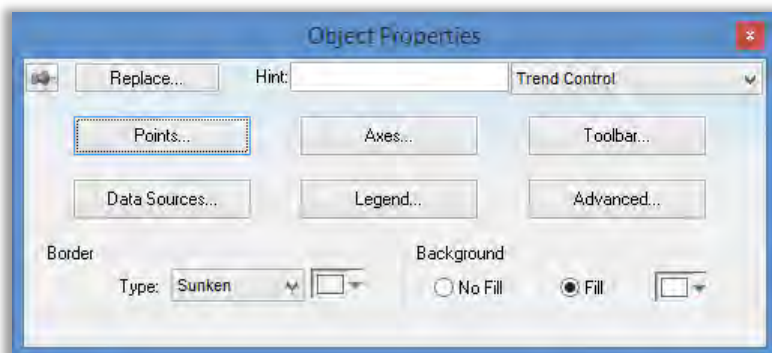 Object Properties
Replace... Hint: Trend Control
Points... Axes... Toolbar...
Data Sources... Legend... Advanced...
Border Background
Type: Sunken No Fill Fill